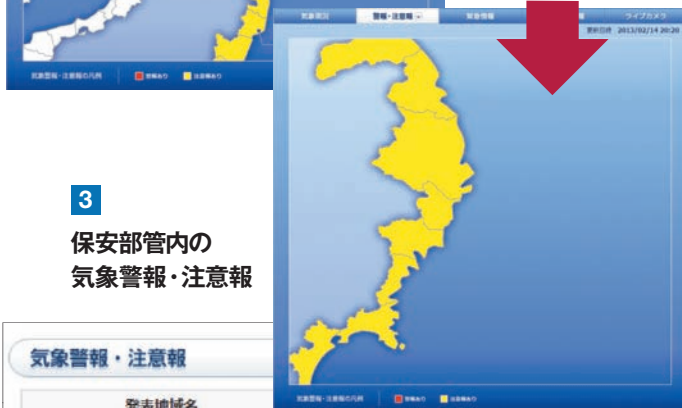 気象現況 警報・注意報 緊急情報 ライブカメラ
更新日時 2013/02/14 20:20
気象警報・注意報の凡例 警報あり 注意報あり
3
保安部管内の
気象警報・注意報
気象警報・注意報
発表地域名
気象警報・注意報の凡例 警報あり 注意報あり